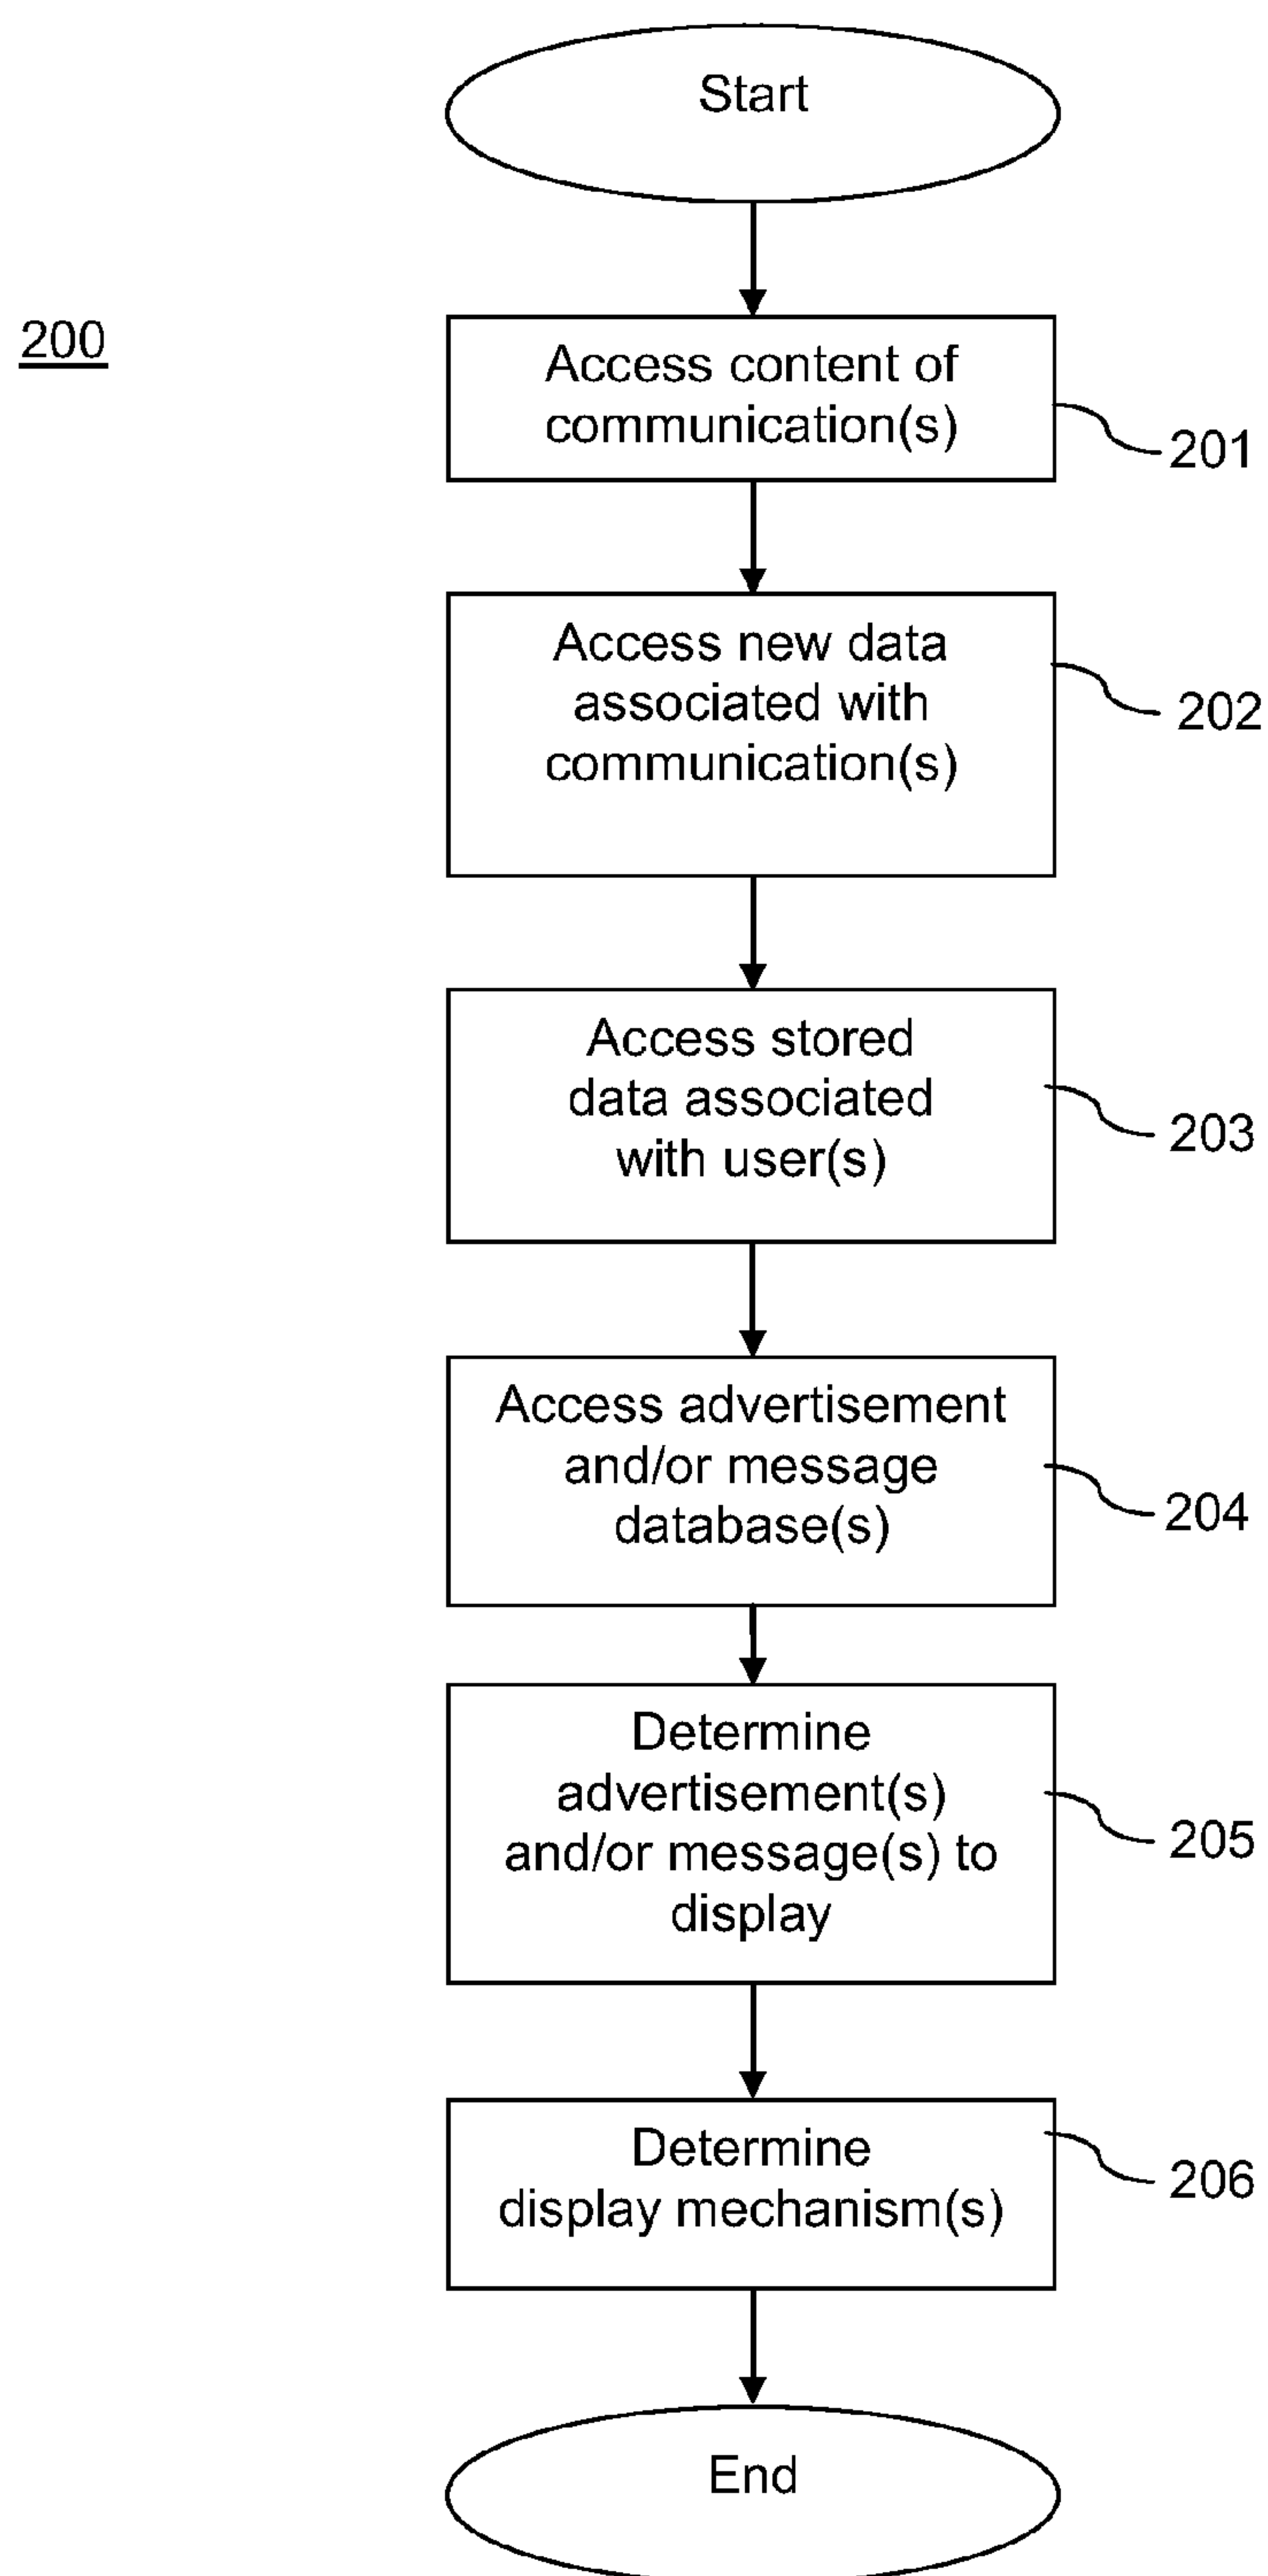 Start
200
Access content of
communication(s)
201
Access new data
associated with
communication(s)
202
Access stored
data associated
with user(s)
203
Access advertisement
and/or message
database(s)
204
Determine
advertisement(s)
and/or message(s) to
display
205
Determine
display mechanism(s)
206
End